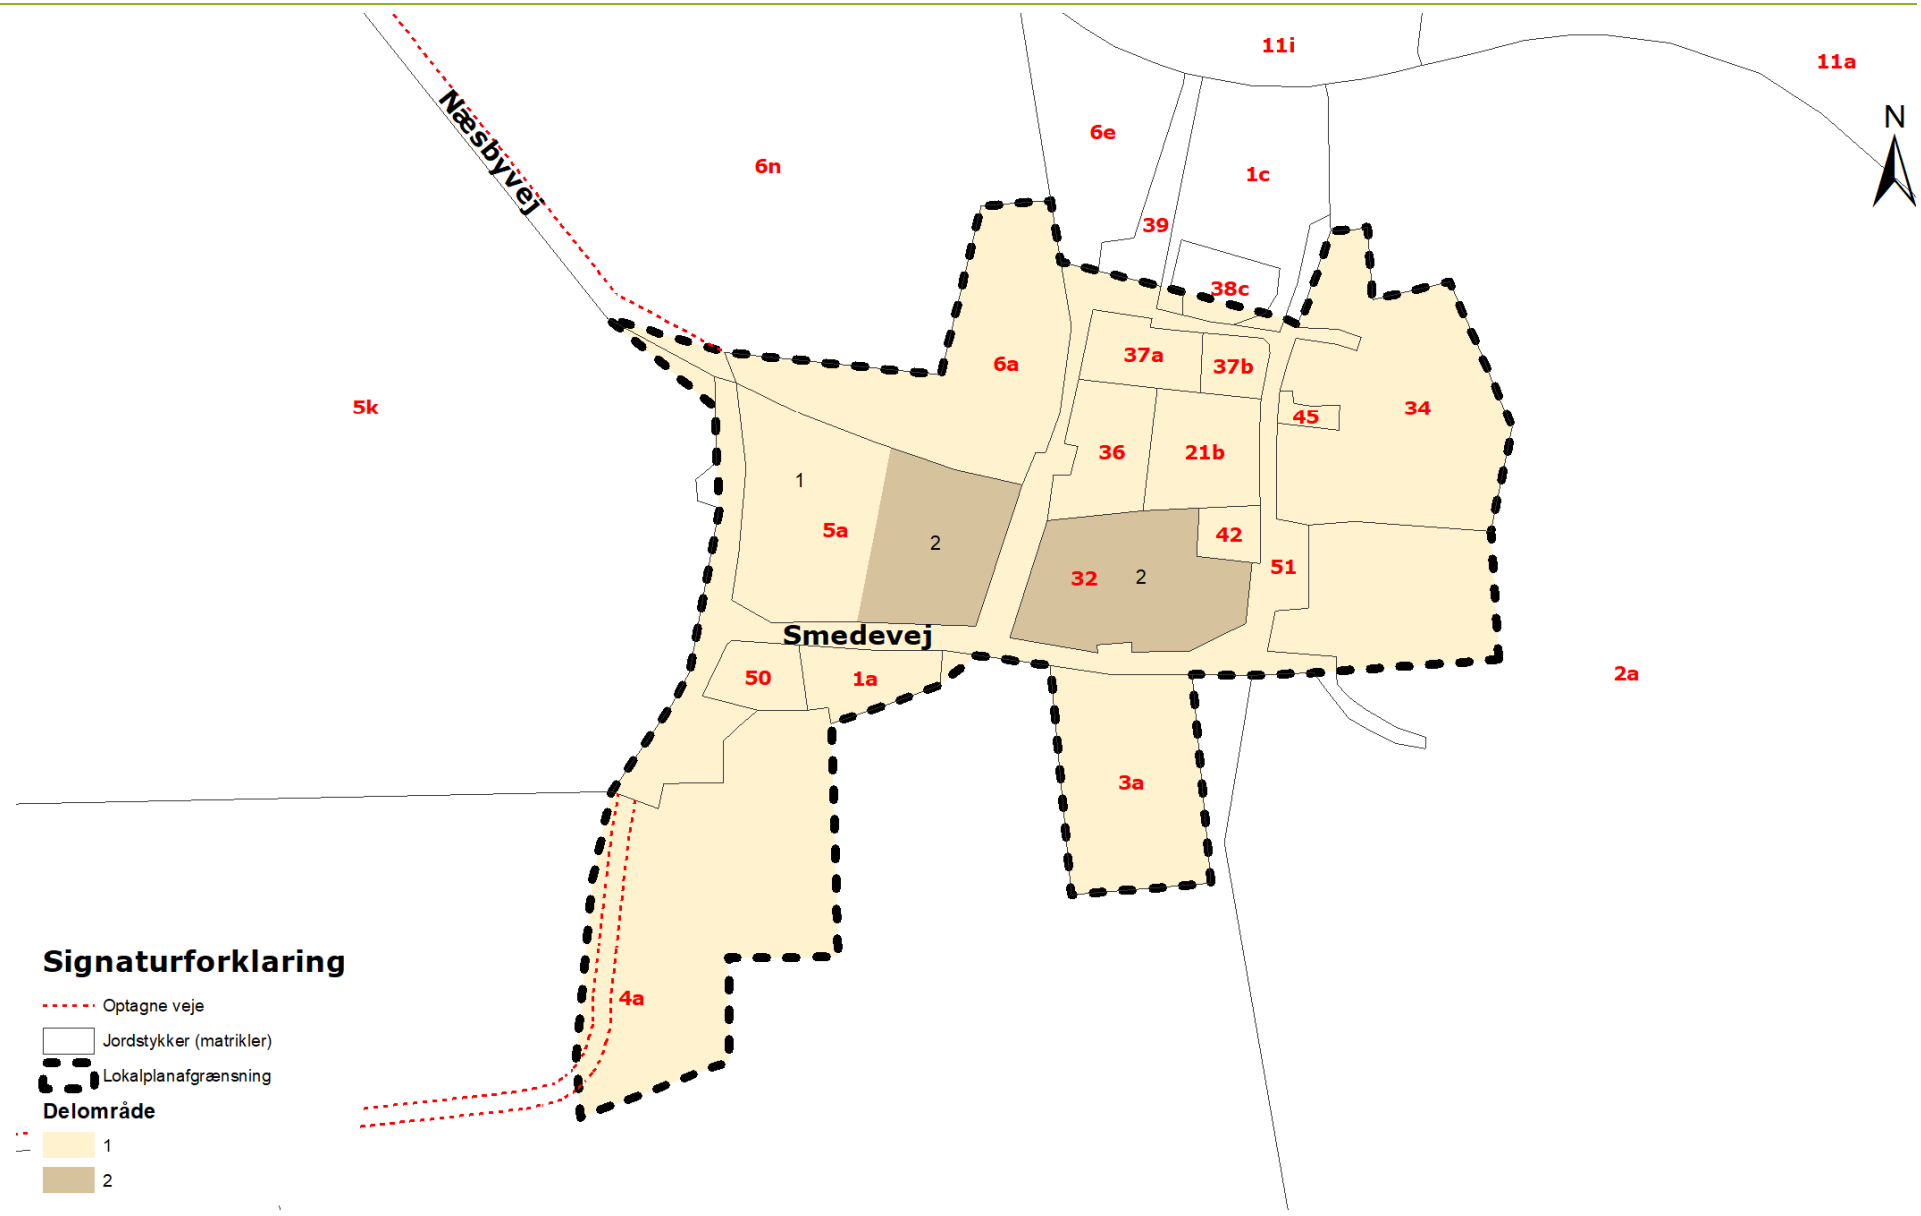 11i
11a
N
Næsbyvej
6e
6n
1c
39
38c
37a
6a
37b
5k
34
45
36
21b
1
5a
42
2
51
32
2
Smedevej
50
1a
2a
3a
Signaturforklaring
4a
Optagne veje
Jordstykker (matrikler)
Lokalplanafgrænsning
Delområde
1
2